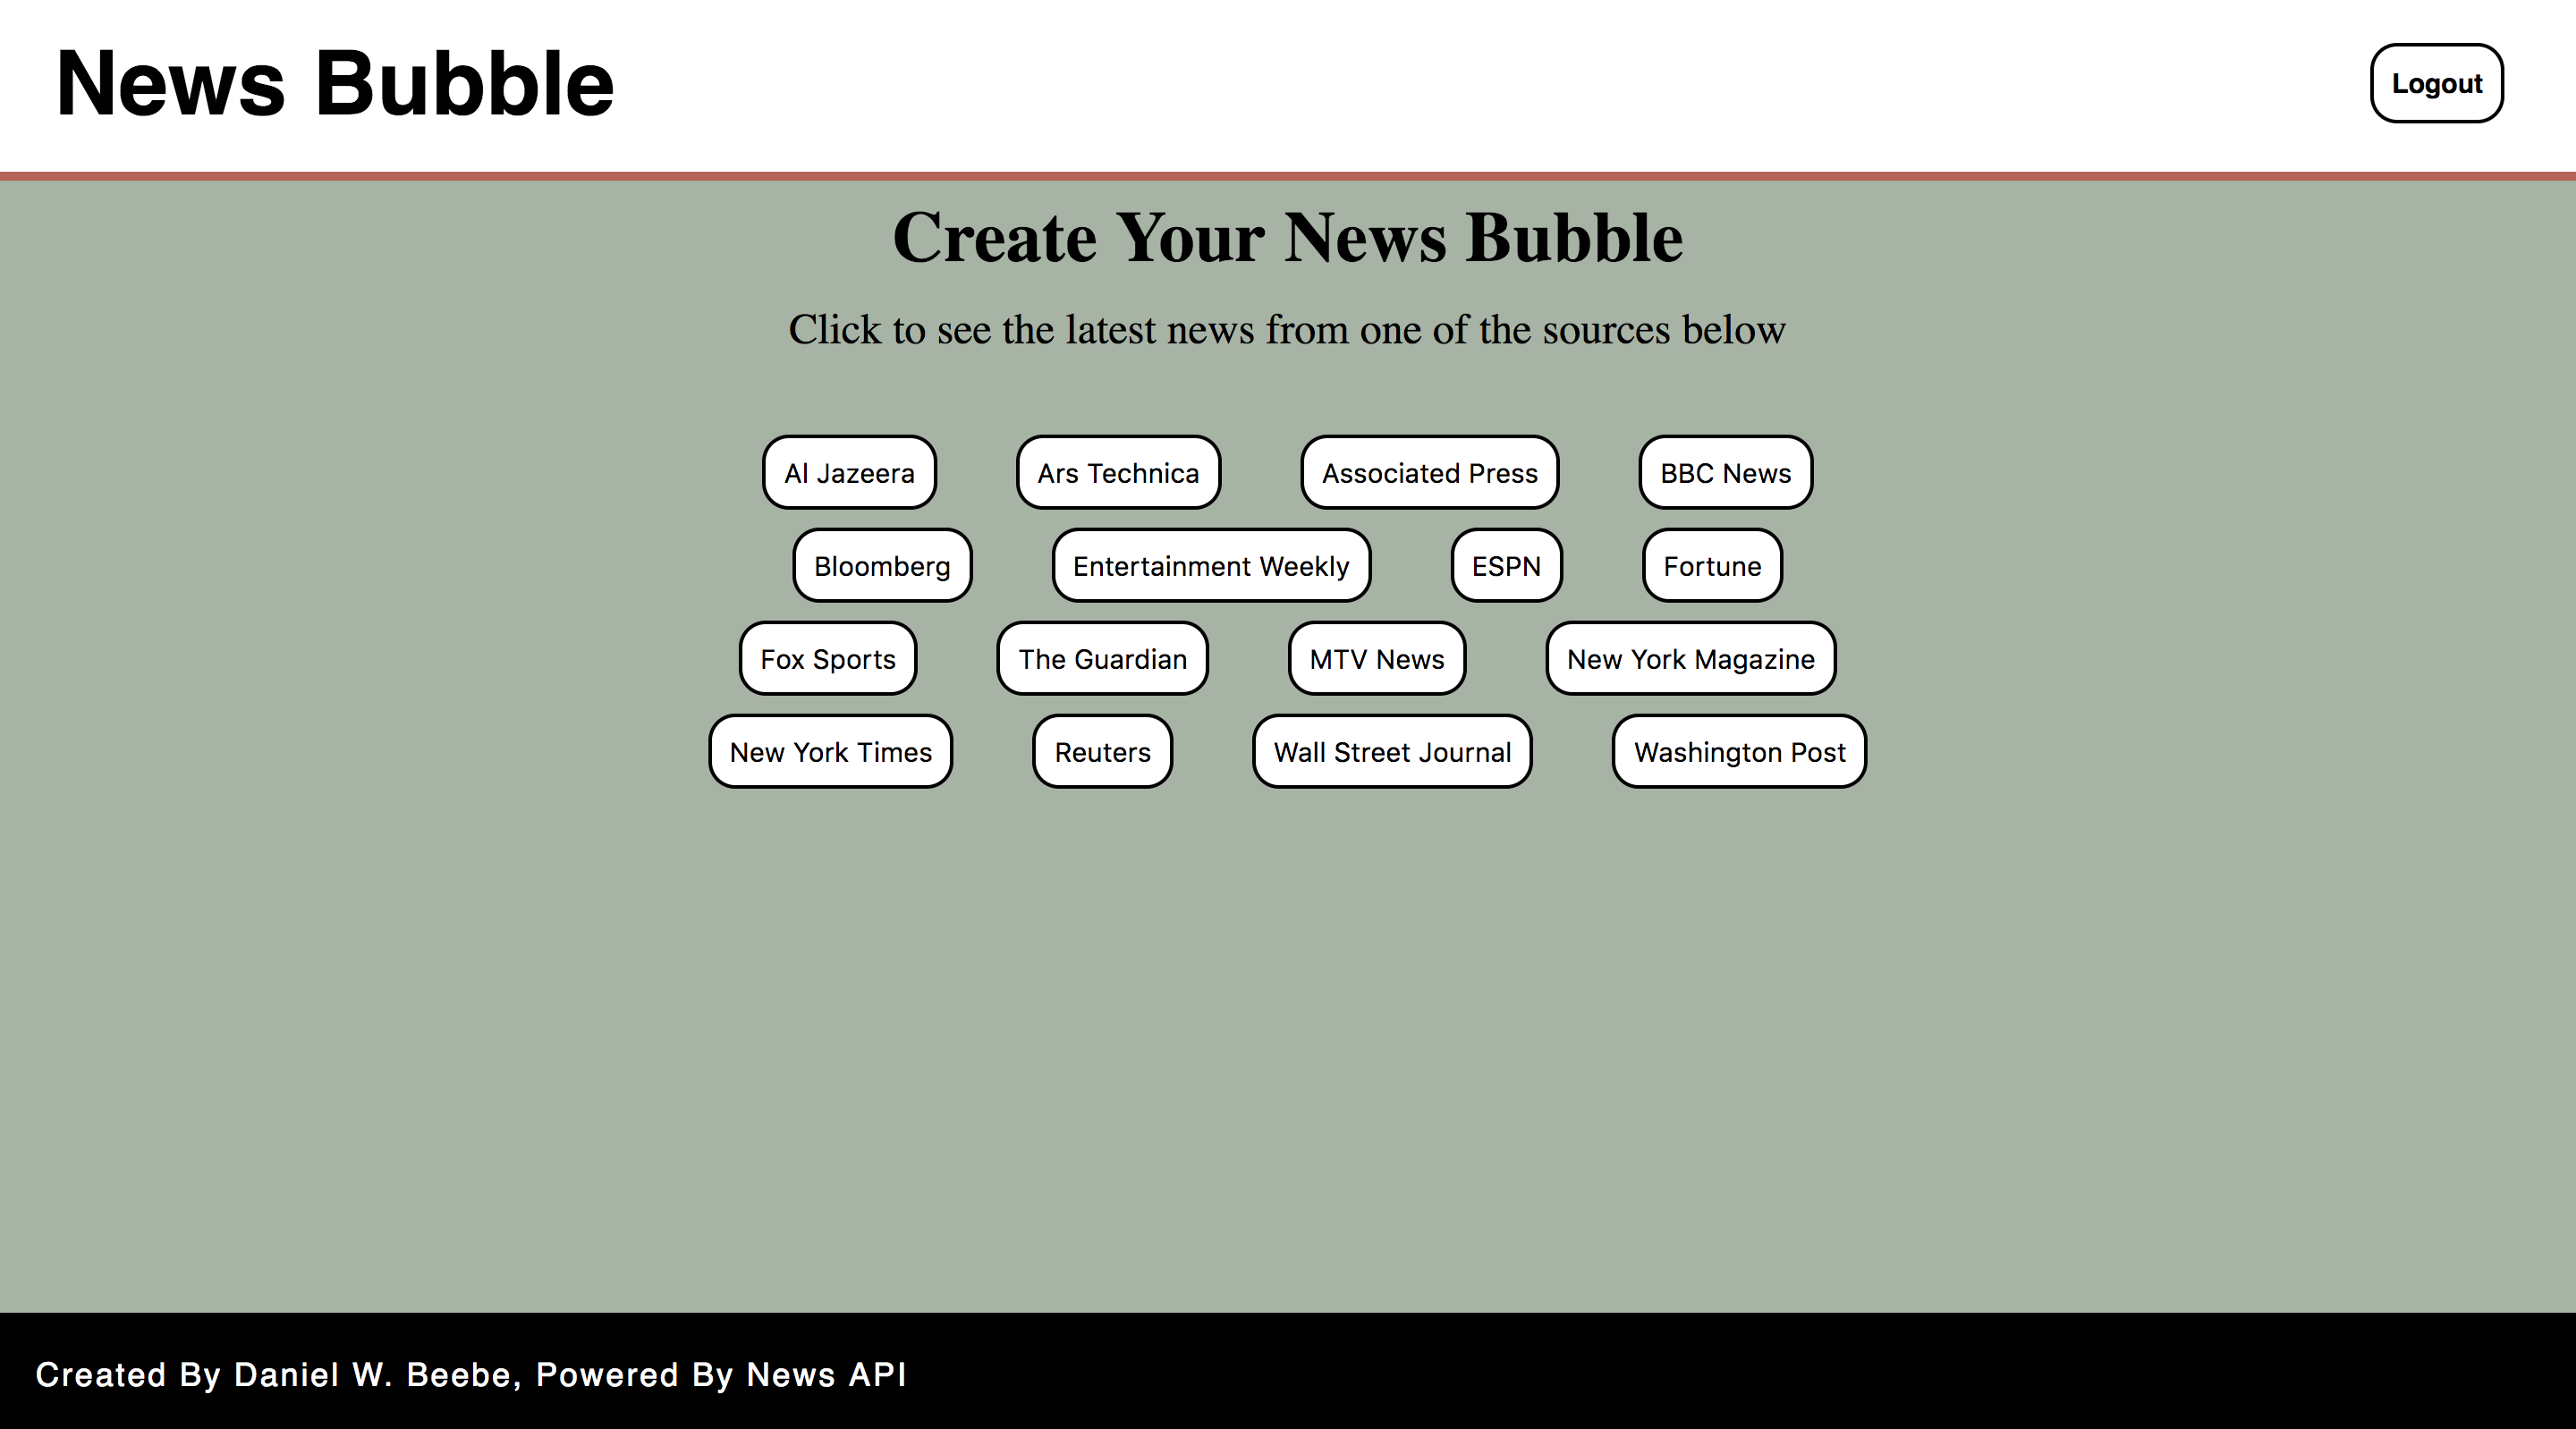 News Bubble
Logout
Create Your News Bubble
Click to see the latest news from one of the sources below
Al Jazeera
Ars Technica
Associated Press
BBC News
Bloomberg
Entertainment Weekly
ESPN
Fortune
Fox Sports
The Guardian
MTV News
New York Magazine
New York Times
Reuters
Wall Street Journal
Washington Post
Created By Daniel W. Beebe, Powered By News API